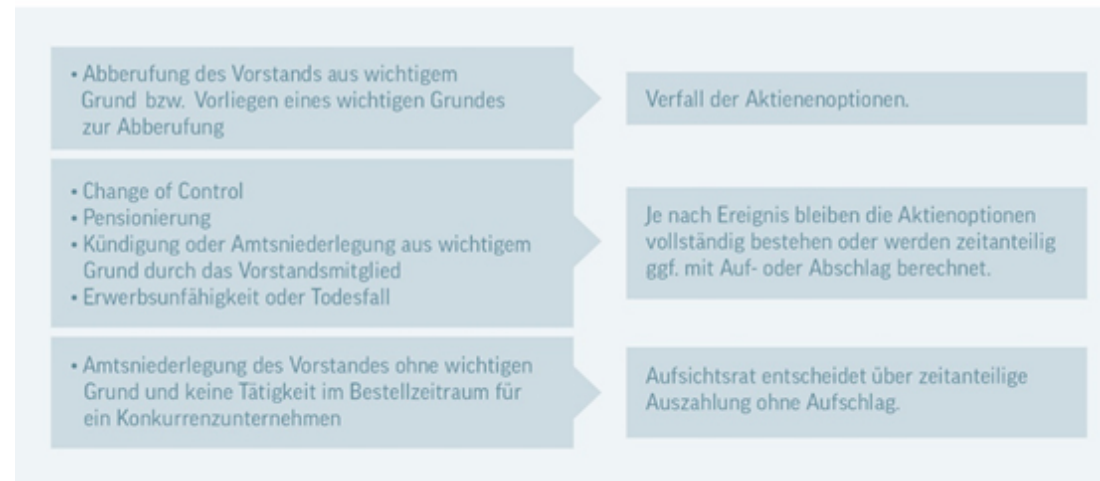 • Abberufung des Vorstands aus wichtigem
Grund bzw. Vorliegen eines wichtigen Grundes
zur Abberufung
Verfall der Aktienenoptionen.
• Change of Control
• Pensionierung
• Kündigung oder Amtsniederlegung aus wichtigem
Grund durch das Vorstandsmitglied
• Erwerbsunfähigkeit oder Todesfall
Je nach Ereignis bleiben die Aktienoptionen
vollständig bestehen oder werden zeitanteilig
ggf. mit Auf- oder Abschlag berechnet.
• Amtsniederlegung des Vorstandes ohne wichtigen
Grund und keine Tätigkeit im Bestellzeitraum für
ein Konkurrenzunternehmen
Aufsichtsrat entscheidet über zeitanteilige
Auszahlung ohne Aufschlag.